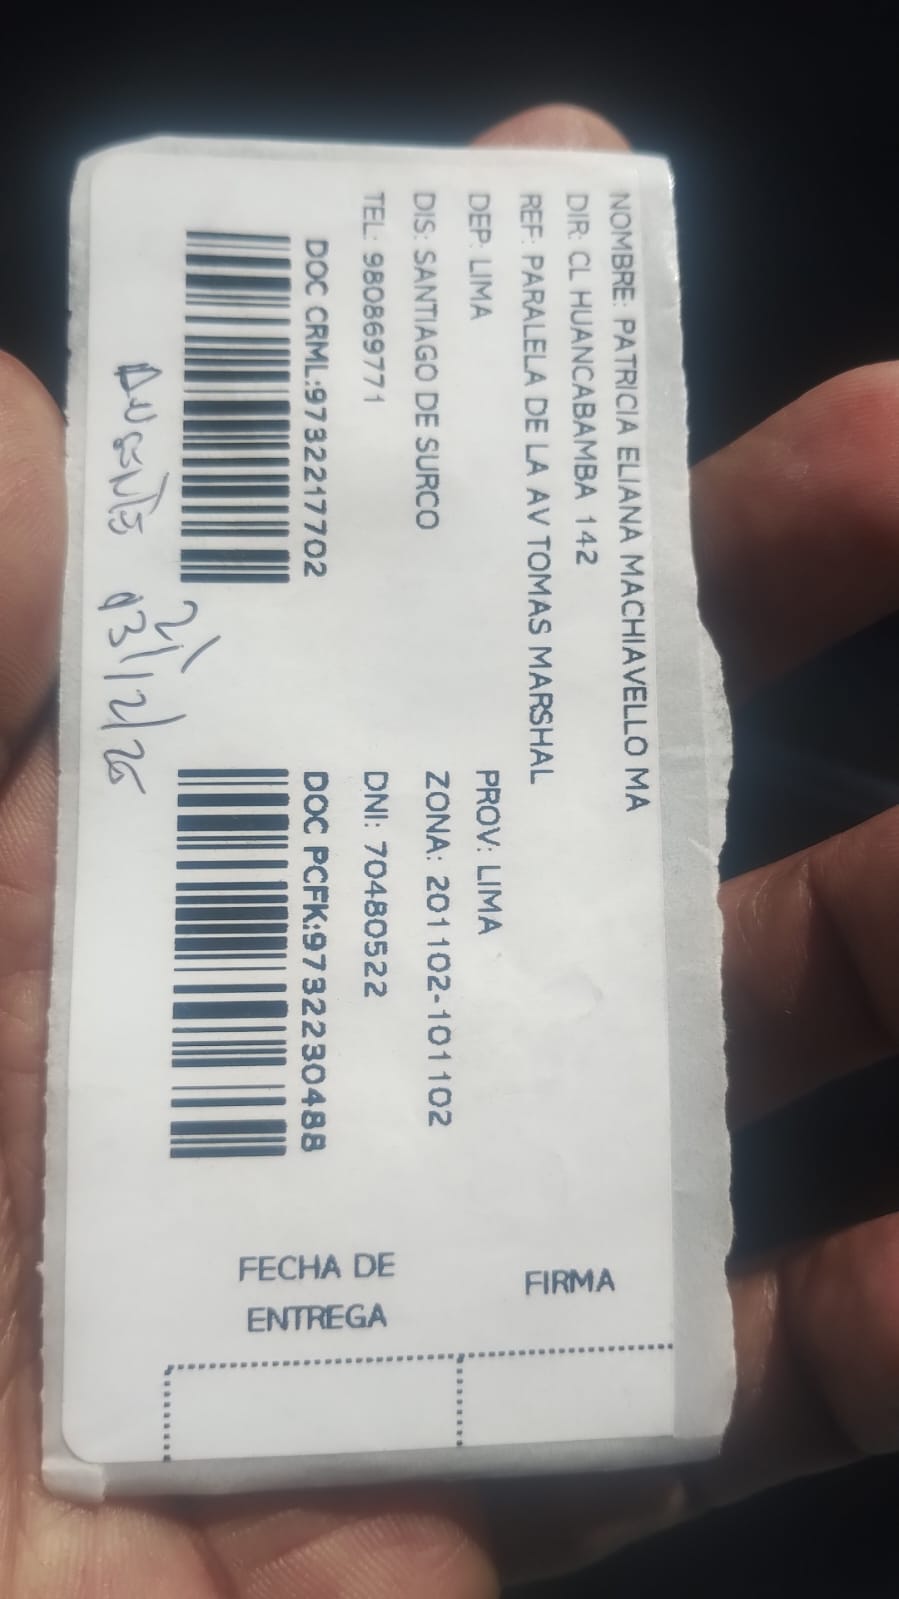 NOMBRE: PATRICIA ELIANA MACHIAVELLO MA
DIR: CL HUANCABAMBA 142
REF: PARALELA DE LA AV TOMAS MARSHAL
DEP: LIMA PROV: LIMA
DIS: SANTIAGO DE SURCO ZONA: 201102-101102
TEL: 980869771 DNI: 70480522
DOC CRML:9732217702 DOC PCFK:9732230488
FIRMA
FECHA DE
ENTREGA